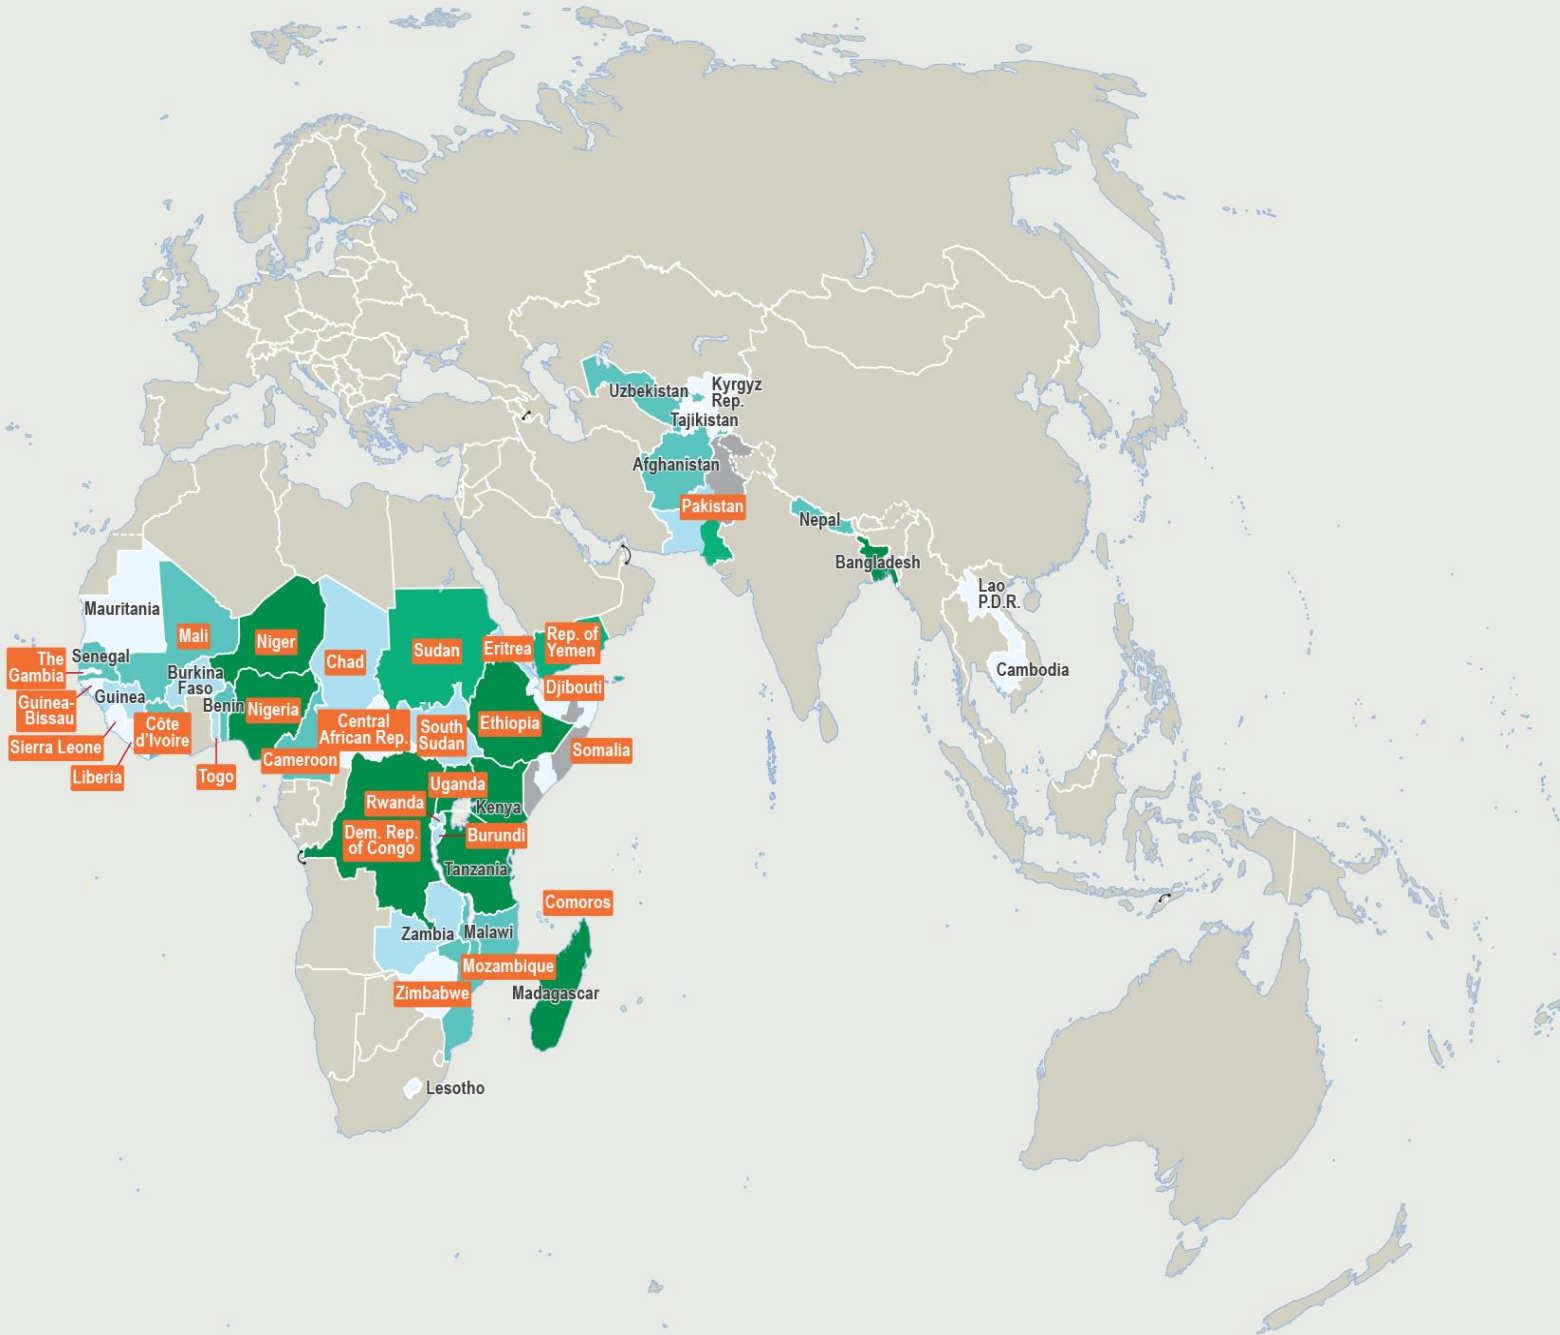 Uzbekistan
Kyrgyz
Rep.
Tajikistan
Afghanistan
Pakistan
Nepal
Bangladesh
Lao
P.D.R.
Cambodia
Mauritania
Mali
Niger
Chad
Sudan
Eritrea
Rep. of
Yemen
The
Gambia
Senegal
Burkina
Faso
Guinea
Benin
Guinea-
Bissau
Djibouti
Nigeria
Central
African Rep.
South
Sudan
Ethiopia
Côte
d'Ivoire
Sierra Leone
Liberia
Togo
Cameroon
Somalia
Uganda
Rwanda
Kenya
Dem. Rep.
of Congo
Burundi
Tanzania
Comoros
Zambia
Malawi
Mozambique
Zimbabwe
Madagascar
Lesotho